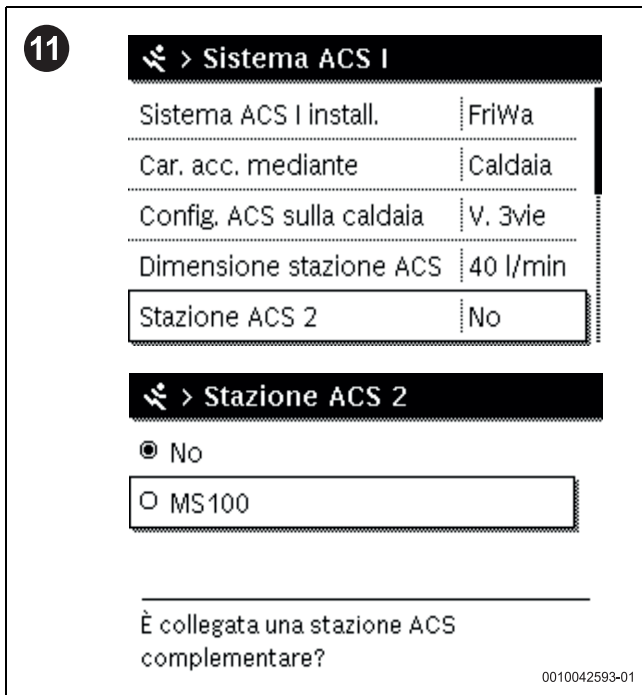 11
> Sistema ACS I
Sistema ACS I install. FriWa
Car. acc. mediante Caldaia
Config. ACS sulla caldaia V. 3vie
Dimensione stazione ACS 40 l/min
Stazione ACS 2 No
> Stazione ACS 2
No
MS100
È collegata una stazione ACS
complementare?
0010042593-01